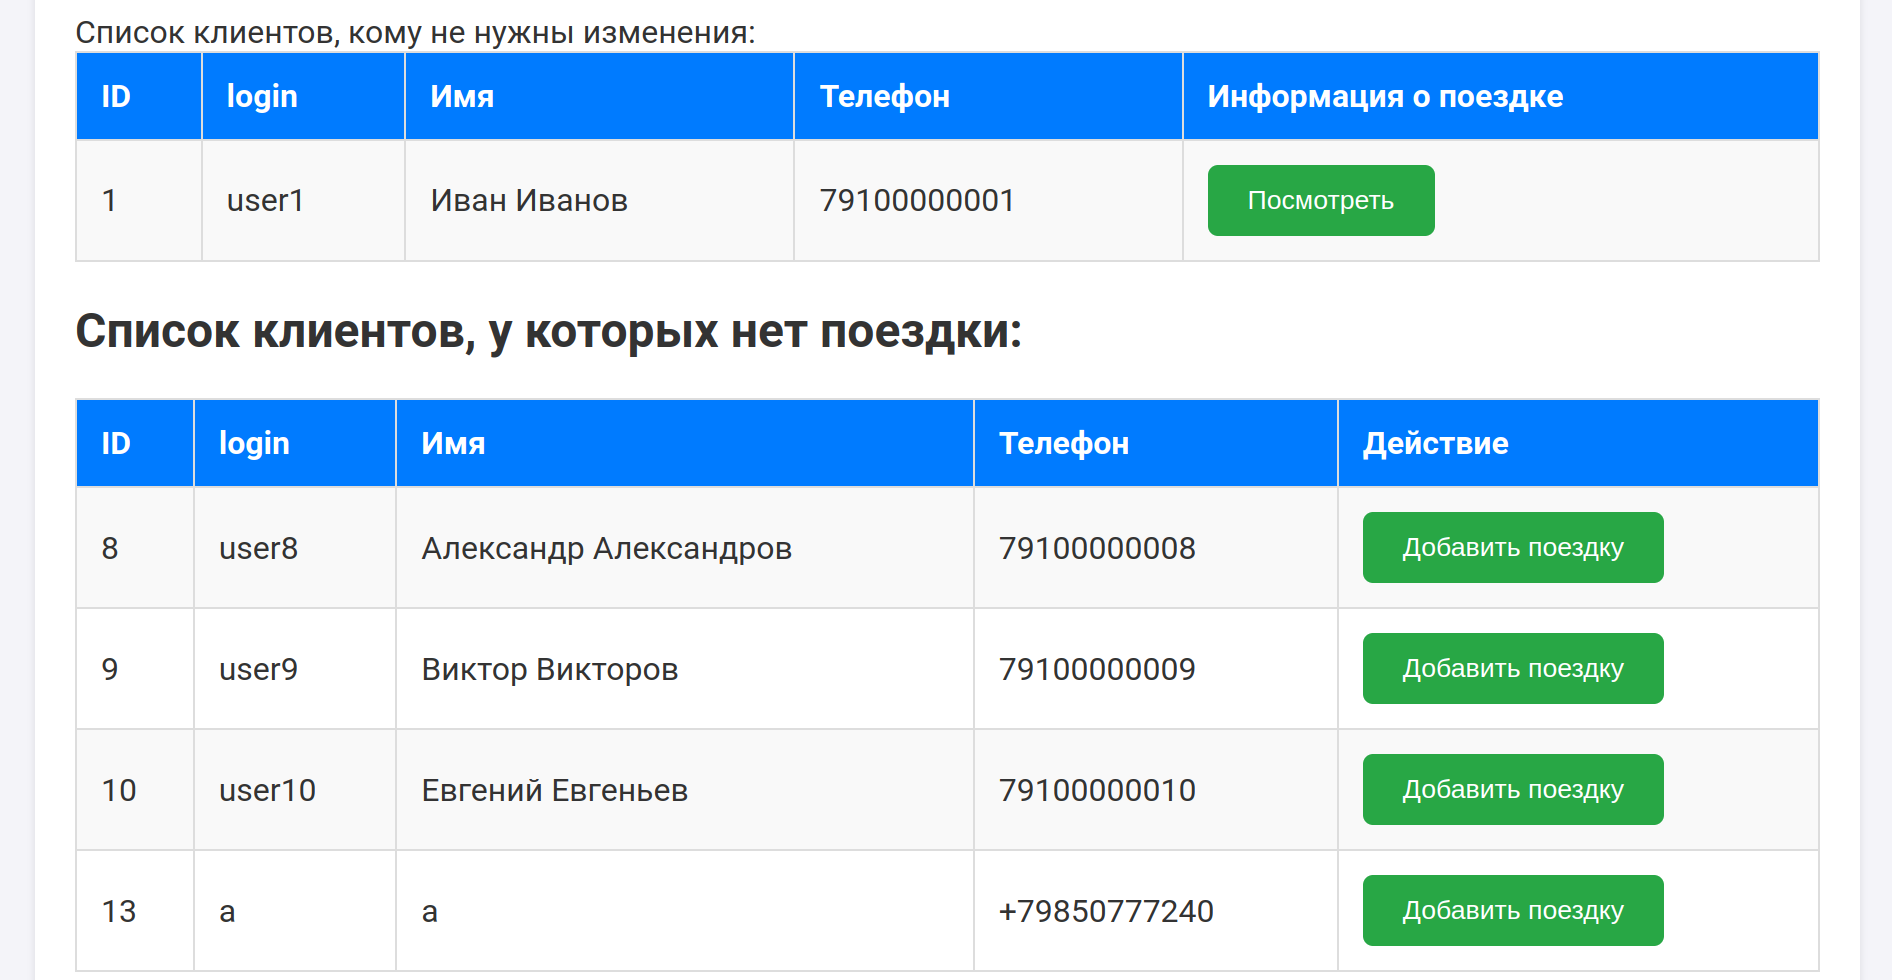 Список клиентов, кому не нужны изменения:
ID login Имя Телефон Информация о поездке
1 user1 Иван Иванов 79100000001 Посмотреть
Список клиентов, у которых нет поездки:
ID login Имя Телефон Действие
8 user8 Александр Александров 79100000008 Добавить поездку
9 user9 Виктор Викторов 79100000009 Добавить поездку
10 user10 Евгений Евгеньев 79100000010 Добавить поездку
13 a a +79850777240 Добавить поездку